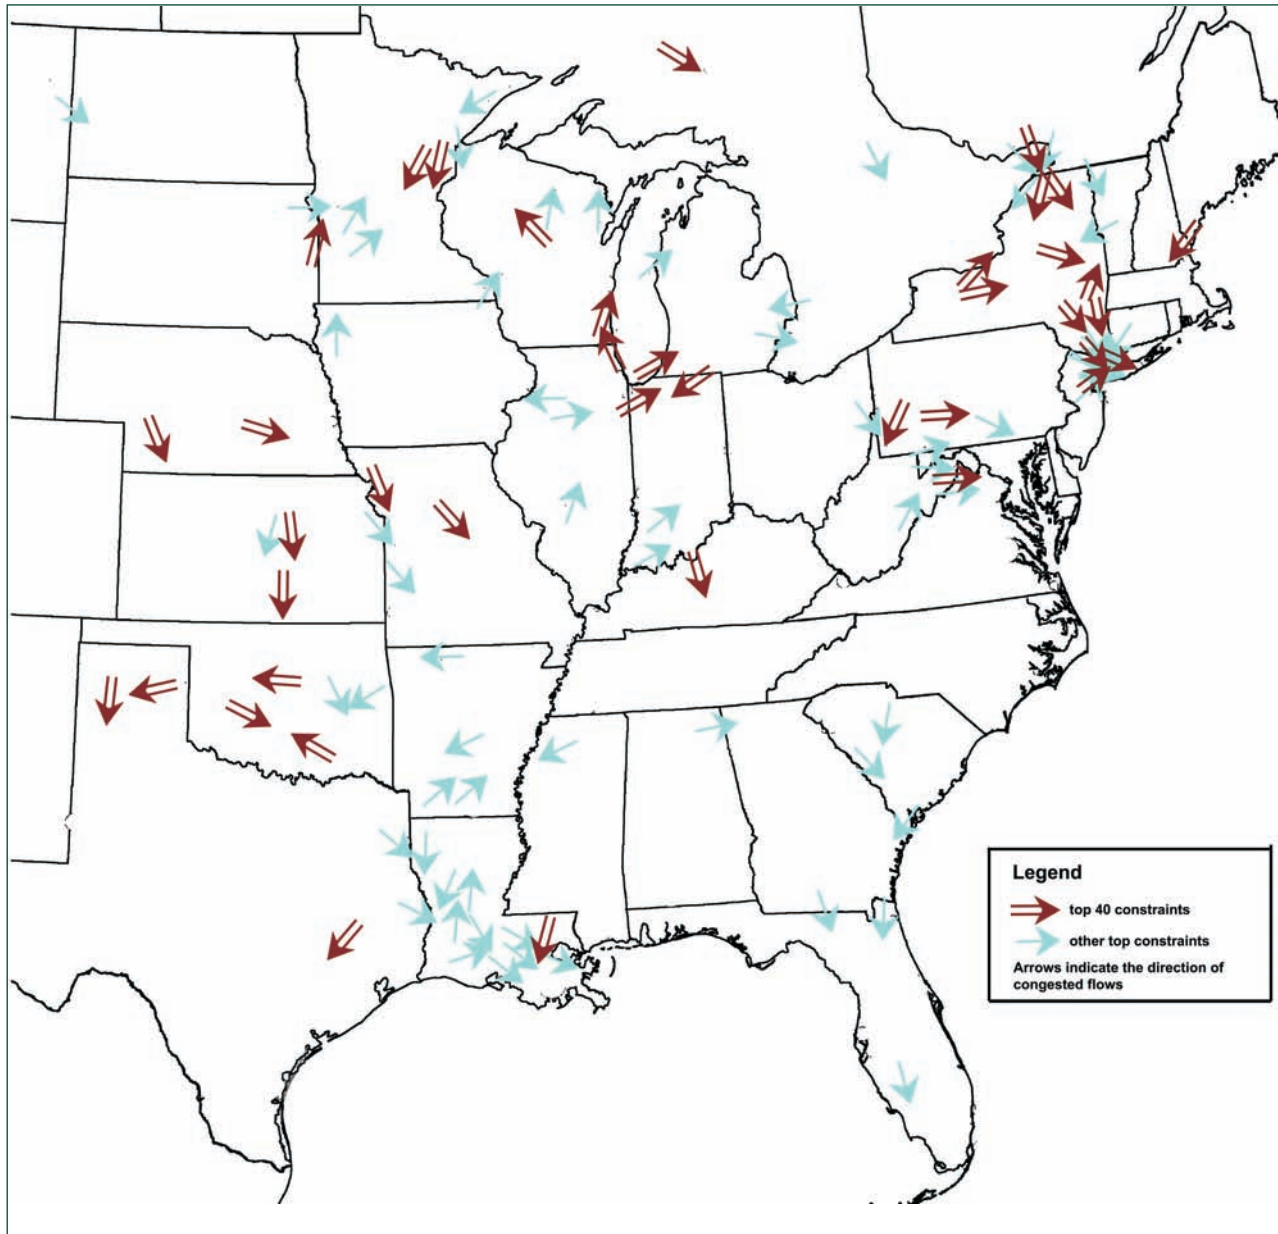 Legend
top 40 constraints
other top constraints
Arrows indicate the direction of
congested flows